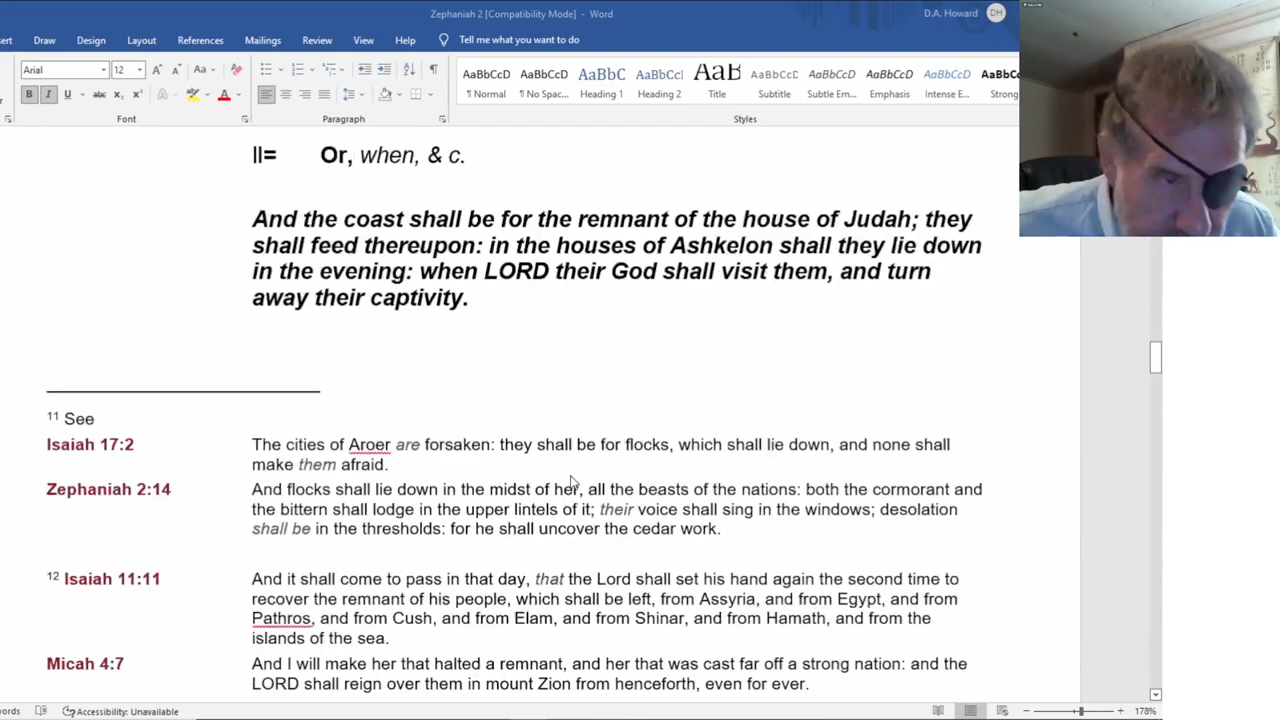 Zephaniah 2 [Compatibility Mode] - Word
D.A. Howard
DH
Draw Design Layout References Mailings Review View Help Tell me what you want to do
Arial 12 Aa
AaBbCcD AaBbCcD AaBbC AaBbCcC AaB AaBbCcD AaBbCcD AaBbCcD AaBbCcD
¶ Normal ¶ No Spac... Heading 1 Heading 2 Title Subtitle Subtle Em... Emphasis Intense E... Strong
Font Paragraph Styles
||= Or, when, & c.
And the coast shall be for the remnant of the house of Judah; they
shall feed thereupon: in the houses of Ashkelon shall they lie down
in the evening: when LORD their God shall visit them, and turn
away their captivity.
11 See
Isaiah 17:2 The cities of Aroer are forsaken: they shall be for flocks, which shall lie down, and none shall
make them afraid.
Zephaniah 2:14 And flocks shall lie down in the midst of her, all the beasts of the nations: both the cormorant and
the bittern shall lodge in the upper lintels of it; their voice shall sing in the windows; desolation
shall be in the thresholds: for he shall uncover the cedar work.
12 Isaiah 11:11 And it shall come to pass in that day, that the Lord shall set his hand again the second time to
recover the remnant of his people, which shall be left, from Assyria, and from Egypt, and from
Pathros, and from Cush, and from Elam, and from Shinar, and from Hamath, and from the
islands of the sea.
Micah 4:7 And I will make her that halted a remnant, and her that was cast far off a strong nation: and the
LORD shall reign over them in mount Zion from henceforth, even for ever.
Accessibility: Unavailable 178%